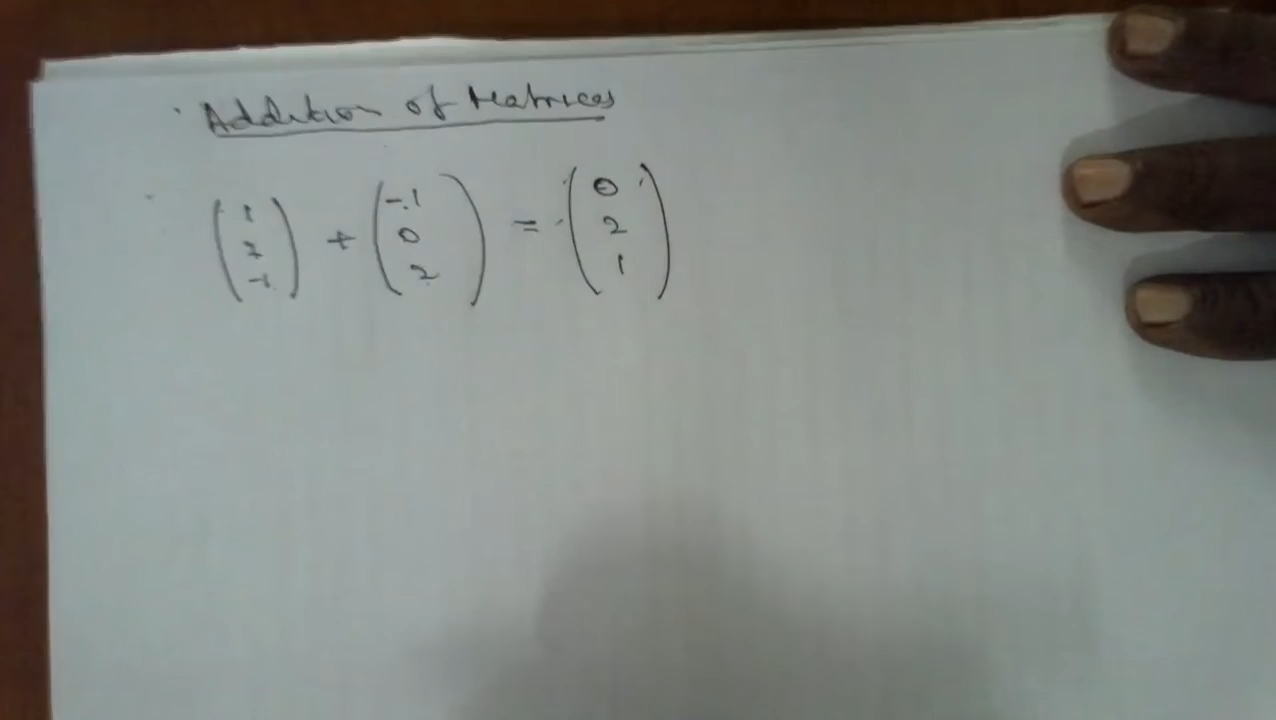 Addition of Matrices
(1 2 -1) + (-1 0 2) = (0 2 1)